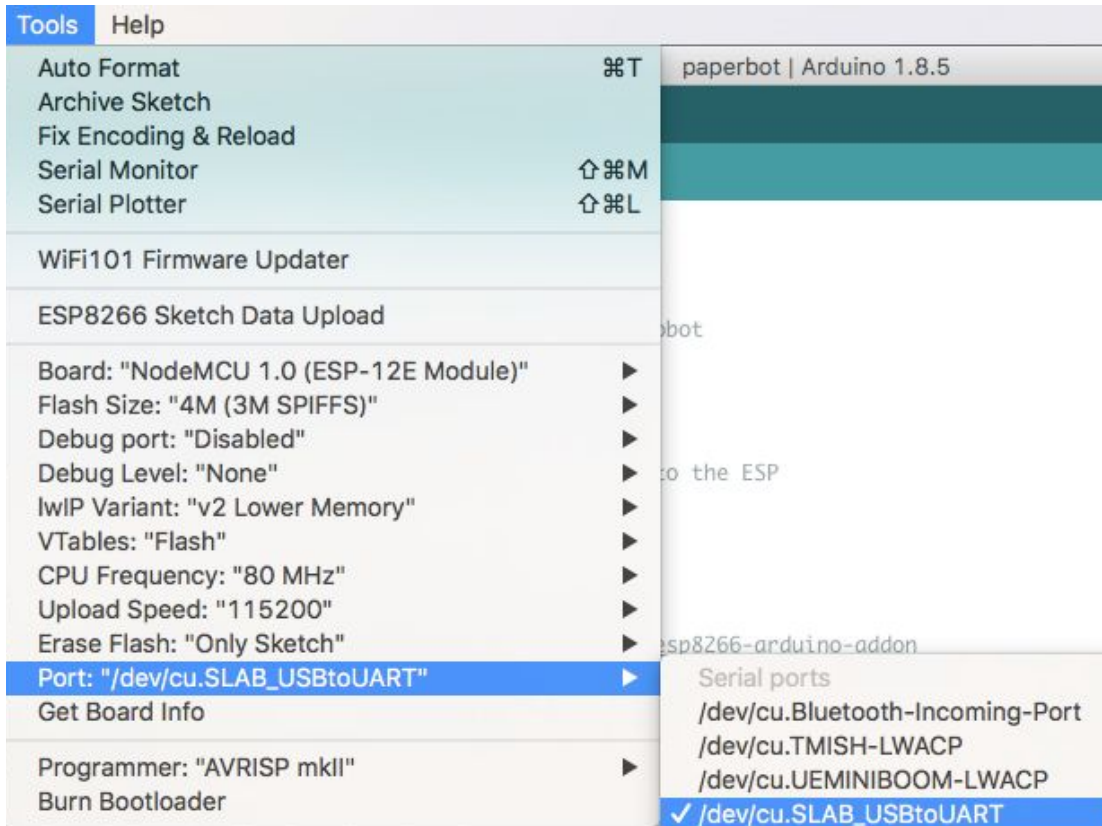 Tools Help
Auto Format ⌘T
Archive Sketch
Fix Encoding & Reload
Serial Monitor ⇧⌘M
Serial Plotter ⇧⌘L
WiFi101 Firmware Updater
ESP8266 Sketch Data Upload
Board: "NodeMCU 1.0 (ESP-12E Module)"
Flash Size: "4M (3M SPIFFS)"
Debug port: "Disabled"
Debug Level: "None"
lwIP Variant: "v2 Lower Memory"
VTables: "Flash"
CPU Frequency: "80 MHz"
Upload Speed: "115200"
Erase Flash: "Only Sketch"
Port: "/dev/cu.SLAB_USBtoUART"
Get Board Info
Programmer: "AVRISP mkII"
Burn Bootloader
paperbot | Arduino 1.8.5
obot
to the ESP
esp8266-arduino-addon
Serial ports
/dev/cu.Bluetooth-Incoming-Port
/dev/cu.TMISH-LWACP
/dev/cu.UEMINIBOOM-LWACP
✓ /dev/cu.SLAB_USBtoUART